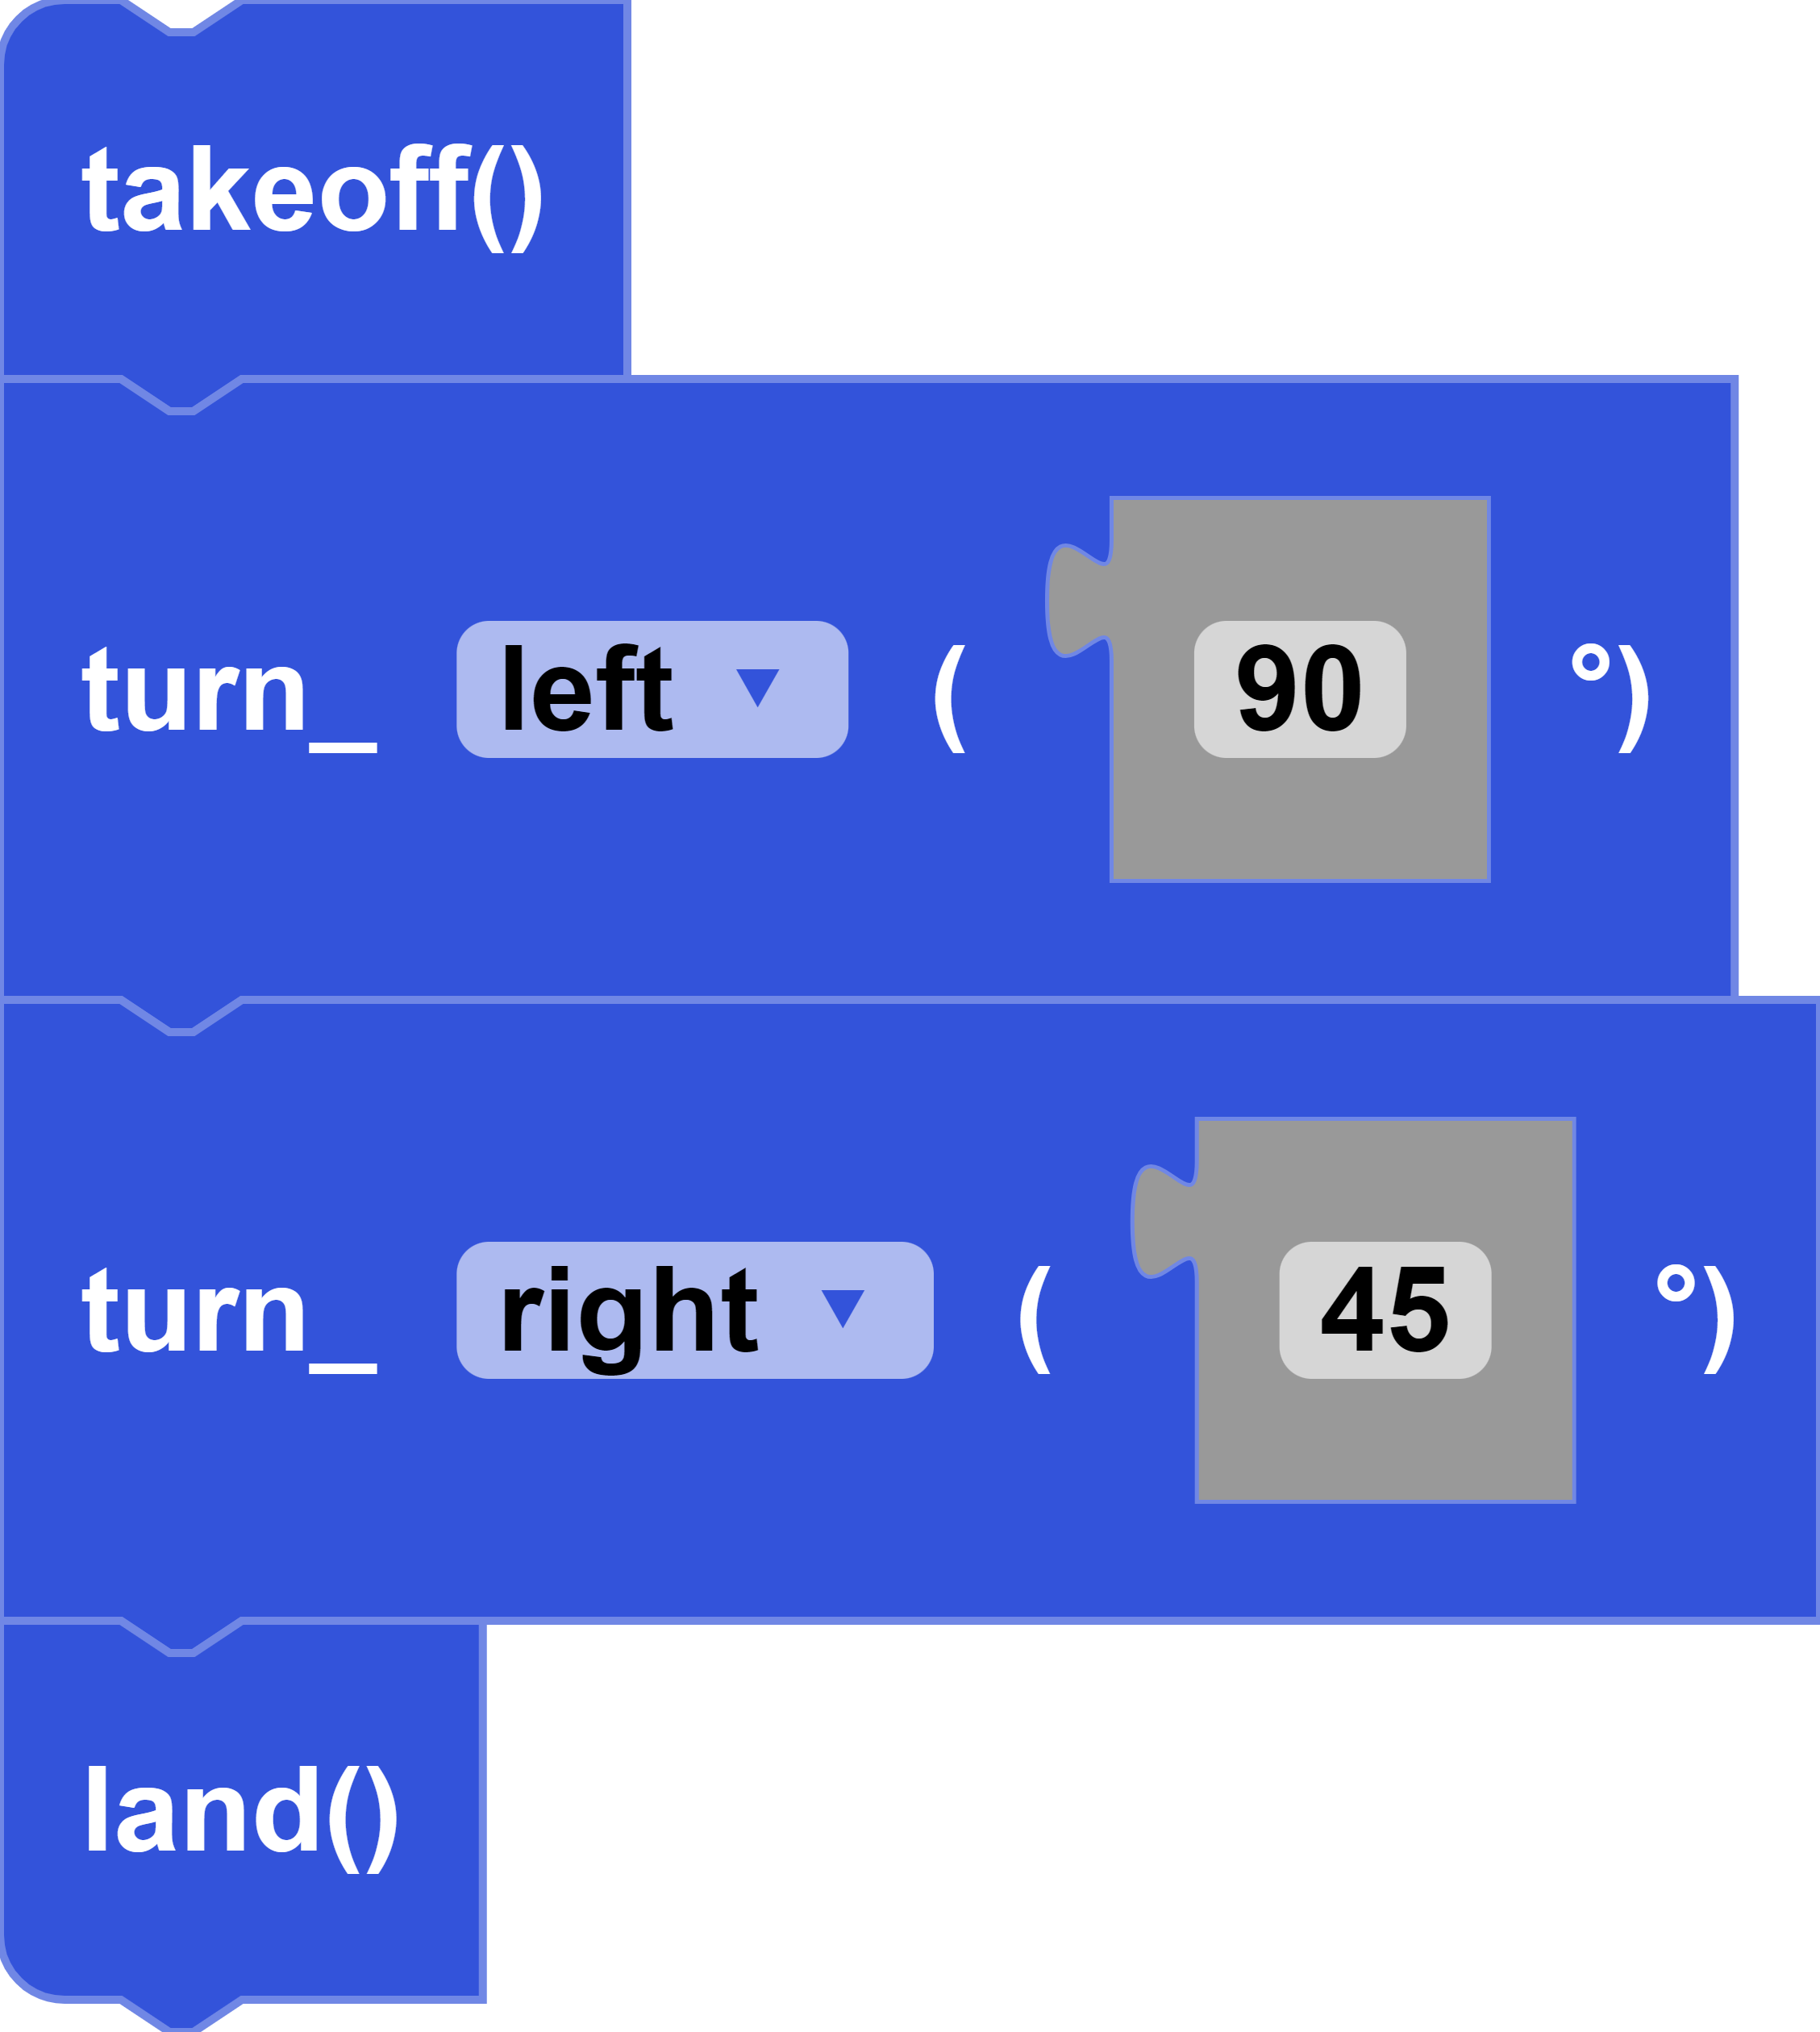 takeoff()
turn_ left ( 90 °)
turn_ right ( 45 °)
land()